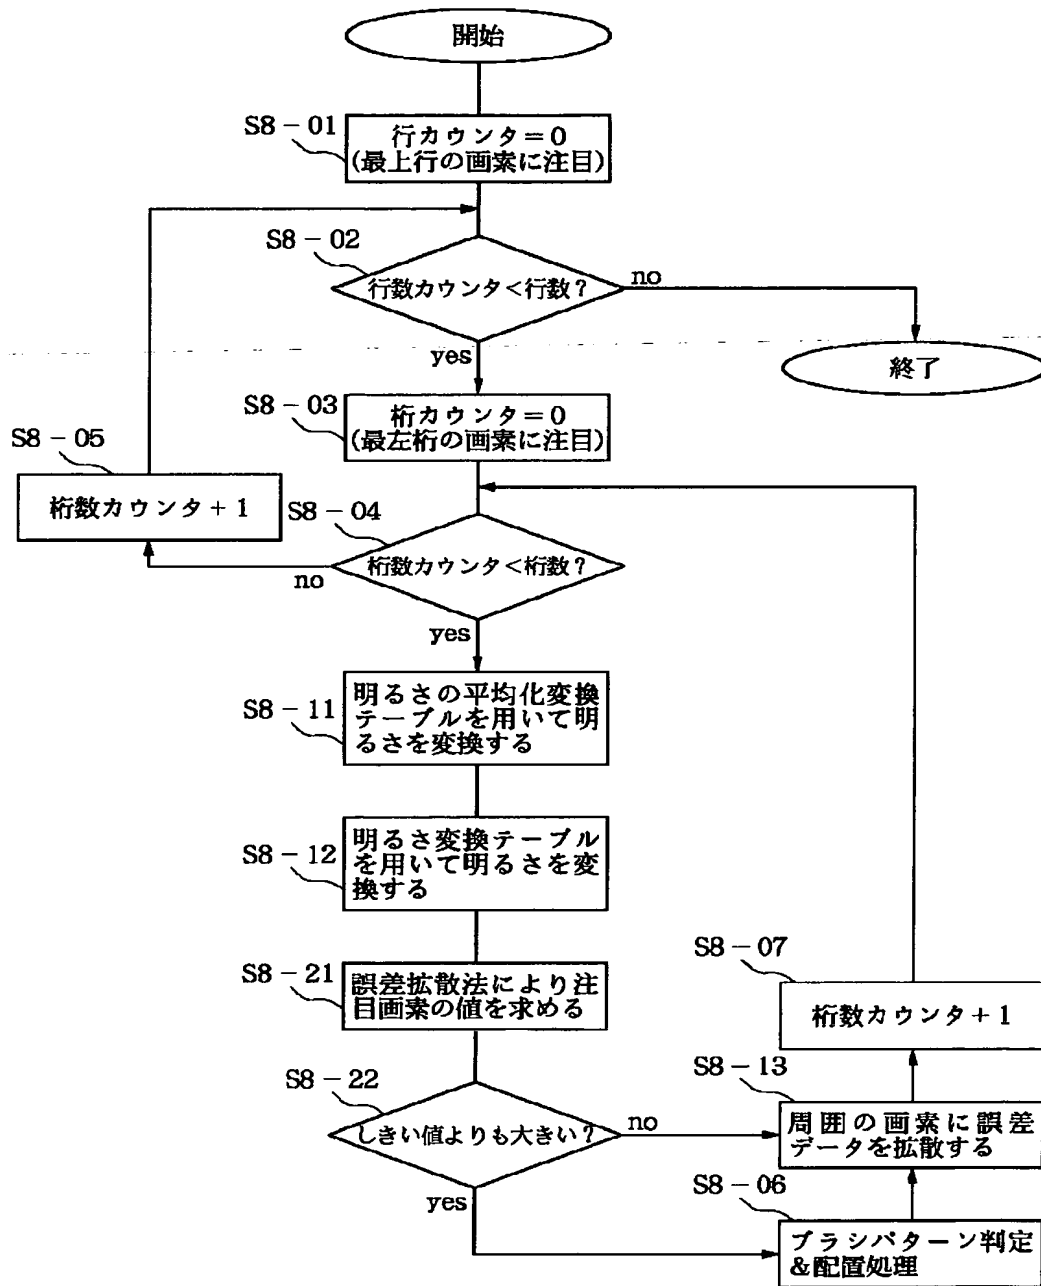 開始
S8-01
行カウンタ=0
(最上行の画素に注目)
S8-02
行数カウンタ<行数?
no
yes
終了
S8-03
桁カウンタ=0
(最左桁の画素に注目)
S8-05
桁数カウンタ+1
S8-04
桁数カウンタ<桁数?
no
yes
S8-11
明るさの平均化変換
テーブルを用いて明
るさを変換する
S8-12
明るさ変換テーブル
を用いて明るさを変
換する
S8-21
誤差拡散法により注
目画素の値を求める
S8-07
桁数カウンタ+1
S8-22
しきい値よりも大きい?
no
yes
S8-13
周囲の画素に誤差
データを拡散する
S8-06
ブラシパターン判定
&配置処理